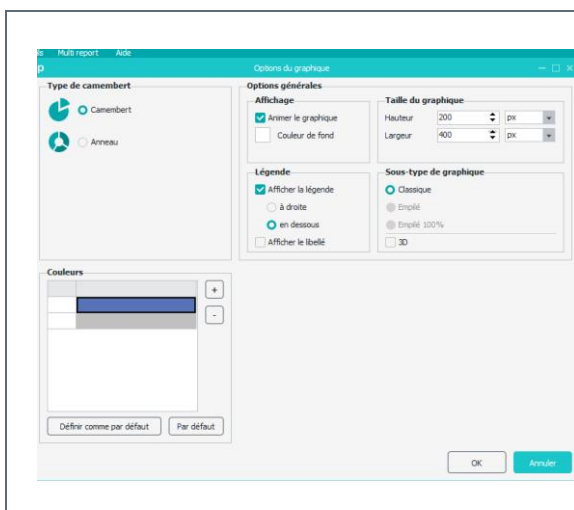 ls Multi report Aide
p Options du graphique
Type de camembert
Camembert
Anneau
Options générales
Affichage
Animer le graphique
Couleur de fond
Taille du graphique
Hauteur 200 px
Largeur 400 px
Légende
Afficher la légende
à droite
en dessous
Afficher le libellé
Sous-type de graphique
Classique
Empilé
Empilé 100%
3D
Couleurs
+
-
Définir comme par défaut Par défaut
OK Annuler